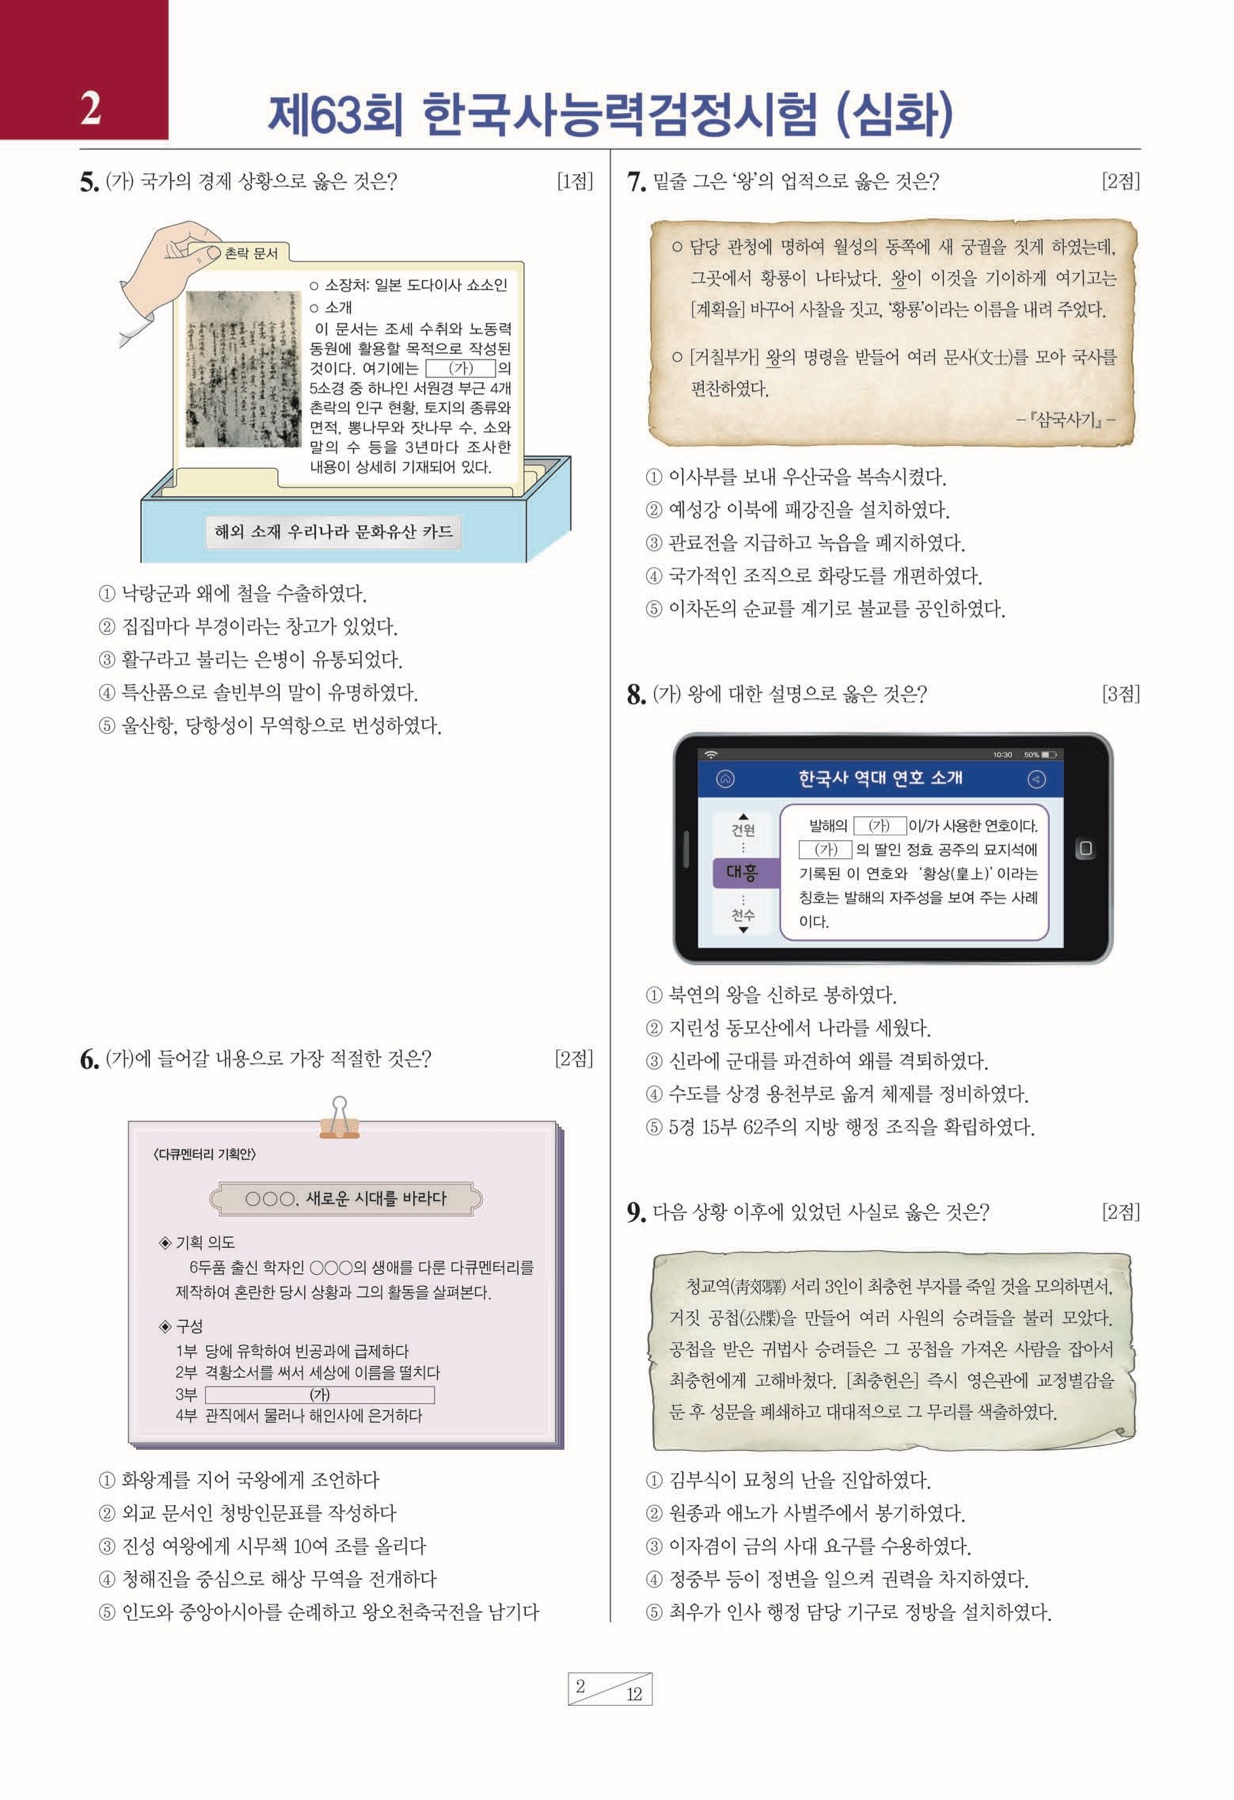 2
제63회 한국사능력검정시험 (심화)
5. (가) 국가의 경제 상황으로 옳은 것은? [1점]
촌락 문서
○ 소장처: 일본 도다이사 쇼소인
○ 소개
이 문서는 조세 수취와 노동력
동원에 활용할 목적으로 작성된
것이다. 여기에는 (가) 의
5소경 중 하나인 서원경 부근 4개
촌락의 인구 현황, 토지의 종류와
면적, 뽕나무와 잣나무 수, 소와
말의 수 등을 3년마다 조사한
내용이 상세히 기재되어 있다.
해외 소재 우리나라 문화유산 카드
① 낙랑군과 왜에 철을 수출하였다.
② 집집마다 부경이라는 창고가 있었다.
③ 활구라고 불리는 은병이 유통되었다.
④ 특산품으로 솔빈부의 말이 유명하였다.
⑤ 울산항, 당항성이 무역항으로 번성하였다.
6. (가)에 들어갈 내용으로 가장 적절한 것은? [2점]
〈다큐멘터리 기획안〉
○○○, 새로운 시대를 바라다
◈ 기획 의도
6두품 출신 학자인 ○○○의 생애를 다룬 다큐멘터리를
제작하여 혼란한 당시 상황과 그의 활동을 살펴본다.
◈ 구성
1부 당에 유학하여 빈공과에 급제하다
2부 격황소서를 써서 세상에 이름을 떨치다
3부 (가)
4부 관직에서 물러나 해인사에 은거하다
① 화왕계를 지어 국왕에게 조언하다
② 외교 문서인 청방인문표를 작성하다
③ 진성 여왕에게 시무책 10여 조를 올리다
④ 청해진을 중심으로 해상 무역을 전개하다
⑤ 인도와 중앙아시아를 순례하고 왕오천축국전을 남기다
7. 밑줄 그은 ‘왕’의 업적으로 옳은 것은? [2점]
○ 담당 관청에 명하여 월성의 동쪽에 새 궁궐을 짓게 하였는데,
그곳에서 황룡이 나타났다. 왕이 이것을 기이하게 여기고는
[계획을] 바꾸어 사찰을 짓고, ‘황룡’이라는 이름을 내려 주었다.
○ [거칠부가] 왕의 명령을 받들어 여러 문사(文士)를 모아 국사를
편찬하였다.
－『삼국사기』－
① 이사부를 보내 우산국을 복속시켰다.
② 예성강 이북에 패강진을 설치하였다.
③ 관료전을 지급하고 녹읍을 폐지하였다.
④ 국가적인 조직으로 화랑도를 개편하였다.
⑤ 이차돈의 순교를 계기로 불교를 공인하였다.
8. (가) 왕에 대한 설명으로 옳은 것은? [3점]
10:30 50%
한국사 역대 연호 소개
▲
건원
⋮
대흥
⋮
천수
▼
발해의 (가) 이/가 사용한 연호이다.
(가) 의 딸인 정효 공주의 묘지석에
기록된 이 연호와 ‘황상(皇上)’이라는
칭호는 발해의 자주성을 보여 주는 사례
이다.
① 북연의 왕을 신하로 봉하였다.
② 지린성 동모산에서 나라를 세웠다.
③ 신라에 군대를 파견하여 왜를 격퇴하였다.
④ 수도를 상경 용천부로 옮겨 체제를 정비하였다.
⑤ 5경 15부 62주의 지방 행정 조직을 확립하였다.
9. 다음 상황 이후에 있었던 사실로 옳은 것은? [2점]
청교역(靑郊驛) 서리 3인이 최충헌 부자를 죽일 것을 모의하면서,
거짓 공첩(公牒)을 만들어 여러 사원의 승려들을 불러 모았다.
공첩을 받은 귀법사 승려들은 그 공첩을 가져온 사람을 잡아서
최충헌에게 고해바쳤다. [최충헌은] 즉시 영은관에 교정별감을
둔 후 성문을 폐쇄하고 대대적으로 그 무리를 색출하였다.
① 김부식이 묘청의 난을 진압하였다.
② 원종과 애노가 사벌주에서 봉기하였다.
③ 이자겸이 금의 사대 요구를 수용하였다.
④ 정중부 등이 정변을 일으켜 권력을 차지하였다.
⑤ 최우가 인사 행정 담당 기구로 정방을 설치하였다.
2
12